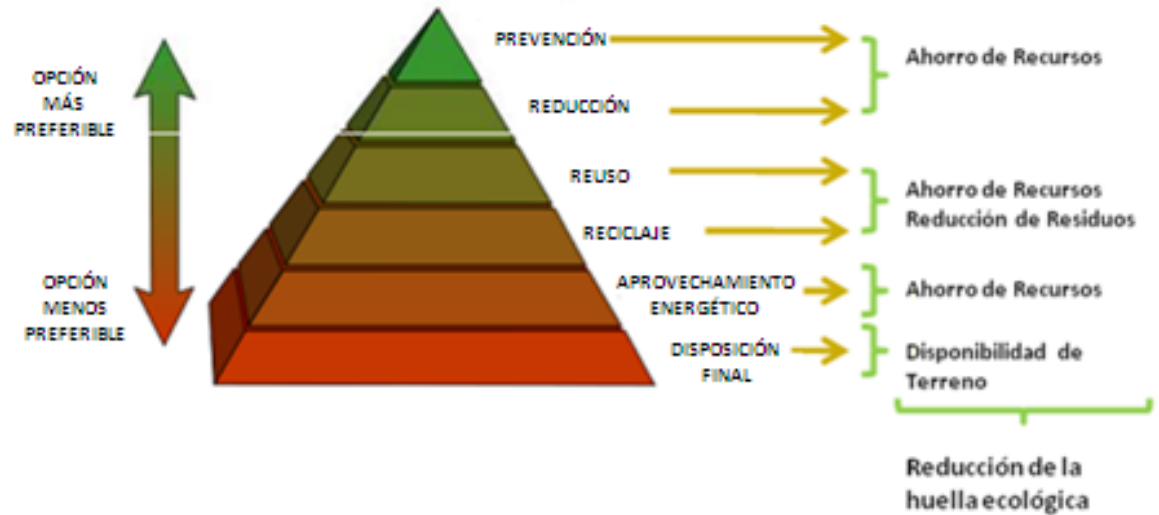 OPCIÓN
MÁS
PREFERIBLE
OPCIÓN
MENOS
PREFERIBLE
PREVENCIÓN
REDUCCIÓN
REUSO
RECICLAJE
APROVECHAMIENTO
ENERGÉTICO
DISPOSICIÓN
FINAL
Ahorro de Recursos
Ahorro de Recursos
Reducción de Residuos
Ahorro de Recursos
Disponibilidad de
Terreno
Reducción de la
huella ecológica